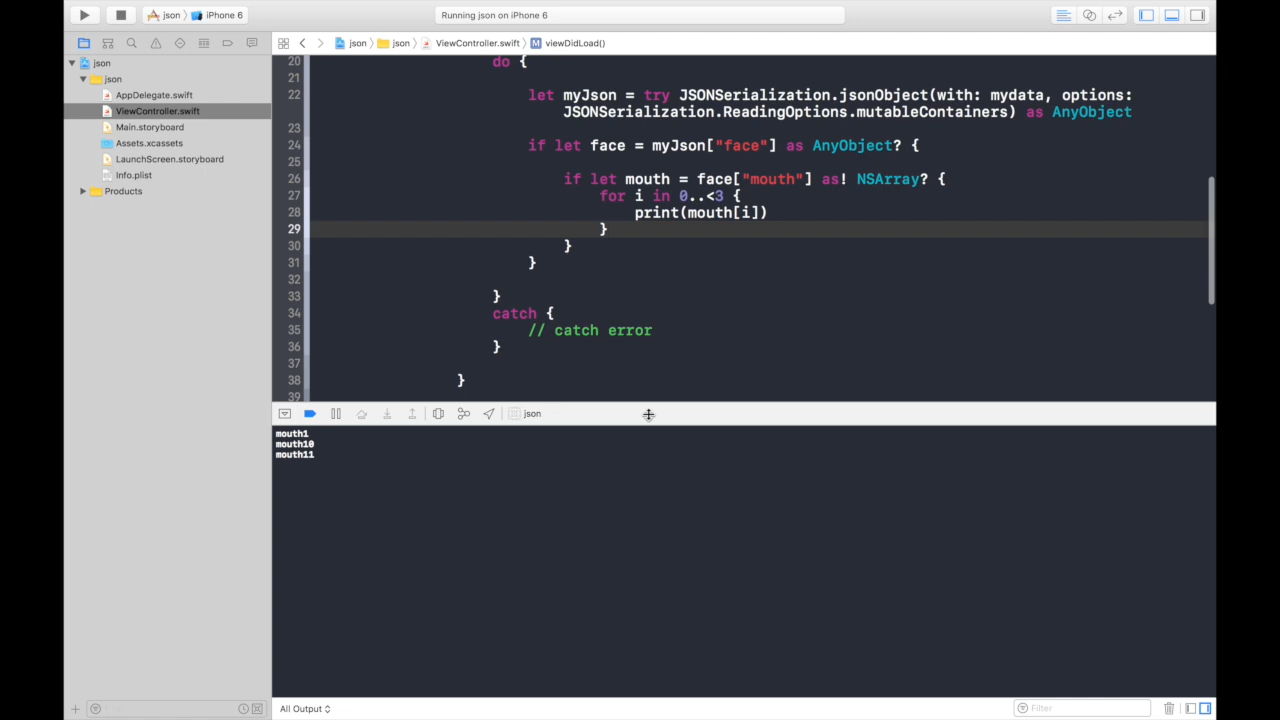 json
iPhone 6
Running json on iPhone 6
json
json
ViewController.swift
M
viewDidLoad()
json
json
AppDelegate.swift
ViewController.swift
Main.storyboard
Assets.xcassets
LaunchScreen.storyboard
Info.plist
Products
20 do {
21
22 let myJson = try JSONSerialization.jsonObject(with: mydata, options:
JSONSerialization.ReadingOptions.mutableContainers) as AnyObject
23
24 if let face = myJson["face"] as AnyObject? {
25
26 if let mouth = face["mouth"] as! NSArray? {
27 for i in 0..<3 {
28 print(mouth[i])
29 }
30 }
31 }
32
33 }
34 catch {
35 // catch error
36 }
37
38 }
39
json
mouth1
mouth10
mouth11
All Output
Filter